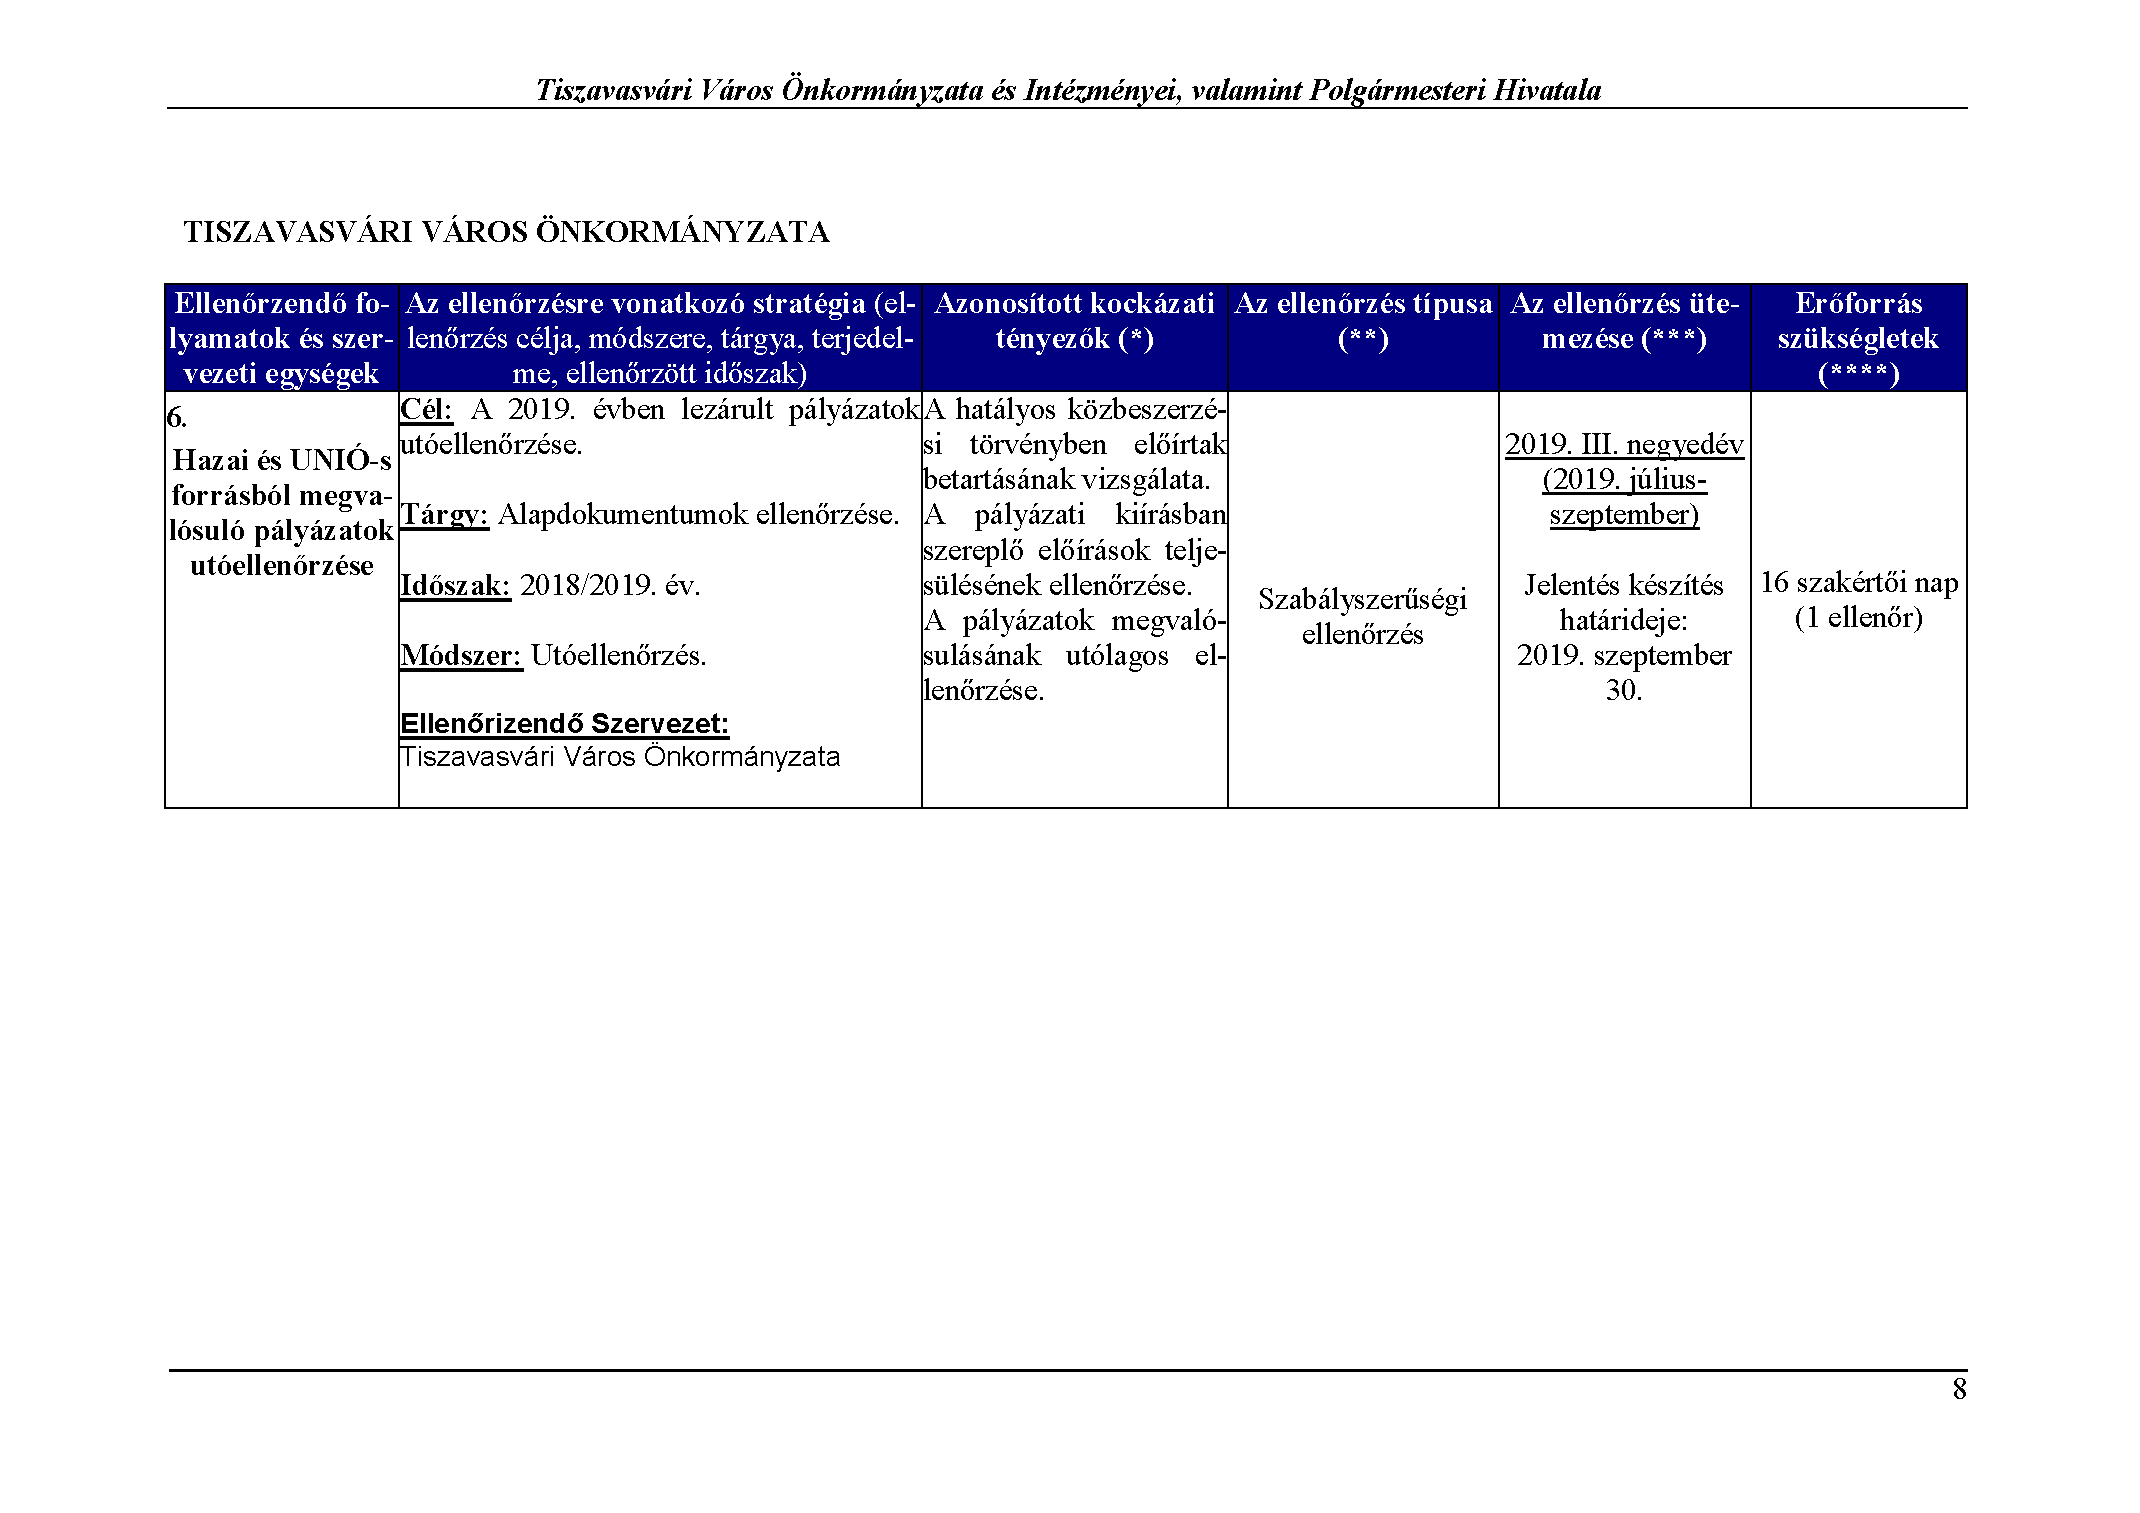 Tiszavasvári Város Önkormányzata és Intézményei, valamint Polgármesteri Hivatala
TISZAVASVÁRI VÁROS ÖNKORMÁNYZATA
Ellenőrzendő fo-
lyamatok és szer-
vezeti egységek
Az ellenőrzésre vonatkozó stratégia (el-
lenőrzés célja, módszere, tárgya, terjedel-
me, ellenőrzött időszak)
Azonosított kockázati
tényezők (*)
Az ellenőrzés típusa
(**)
Az ellenőrzés üte-
mezése (***)
Erőforrás
szükségletek
(****)
6.
Hazai és UNIÓ-s
forrásból megva-
lósuló pályázatok
utóellenőrzése
Cél: A 2019. évben lezárult pályázatok
utóellenőrzése.
Tárgy: Alapdokumentumok ellenőrzése.
Időszak: 2018/2019. év.
Módszer: Utóellenőrzés.
Ellenőrizendő Szervezet:
Tiszavasvári Város Önkormányzata
A hatályos közbeszerzé-
si törvényben előírtak
betartásának vizsgálata.
A pályázati kiírásban
szereplő előírások telje-
sülésének ellenőrzése.
A pályázatok megvaló-
sulásának utólagos el-
lenőrzése.
Szabályszerűségi
ellenőrzés
2019. III. negyedév
(2019. július-
szeptember)
Jelentés készítés
határideje:
2019. szeptember
30.
16 szakértői nap
(1 ellenőr)
8